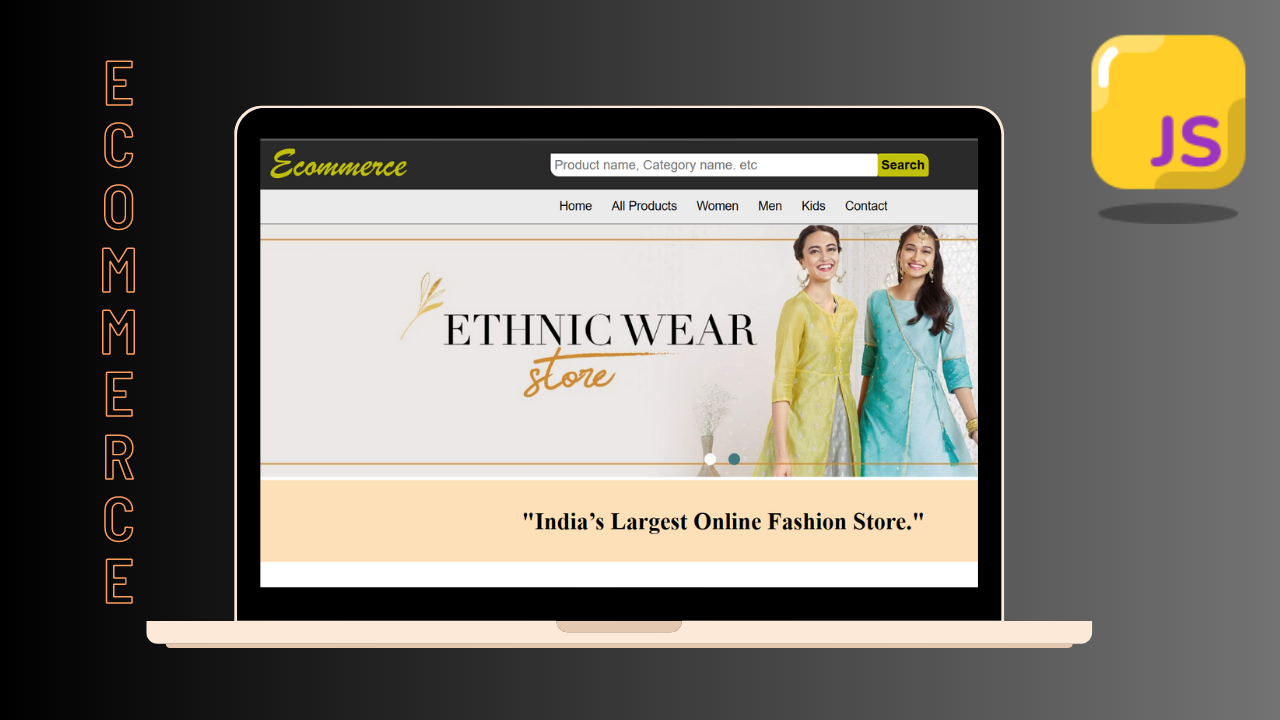 ECOMMERCE
JS
Ecommerce
Product name, Category name. etc
Search
Home All Products Women Men Kids Contact
ETHNIC WEAR
store
"India’s Largest Online Fashion Store."